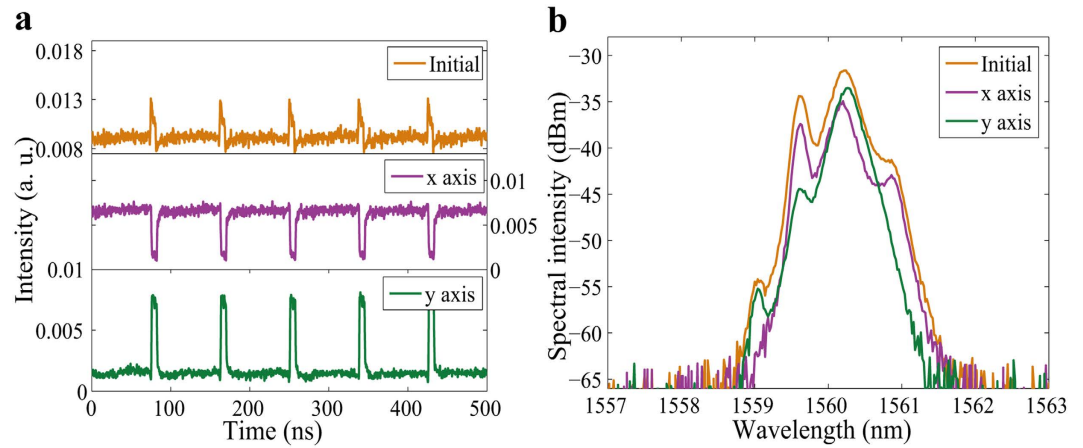 a
0.018
0.013
0.008
Initial
Intensity (a. u.)
x axis
0.01
0.005
0
0.01
0.005
0
y axis
0 100 200 300 400 500
Time (ns)
b
−30
−35
−40
−45
−50
−55
−60
−65
Spectral intensity (dBm)
Initial
x axis
y axis
1557 1558 1559 1560 1561 1562 1563
Wavelength (nm)